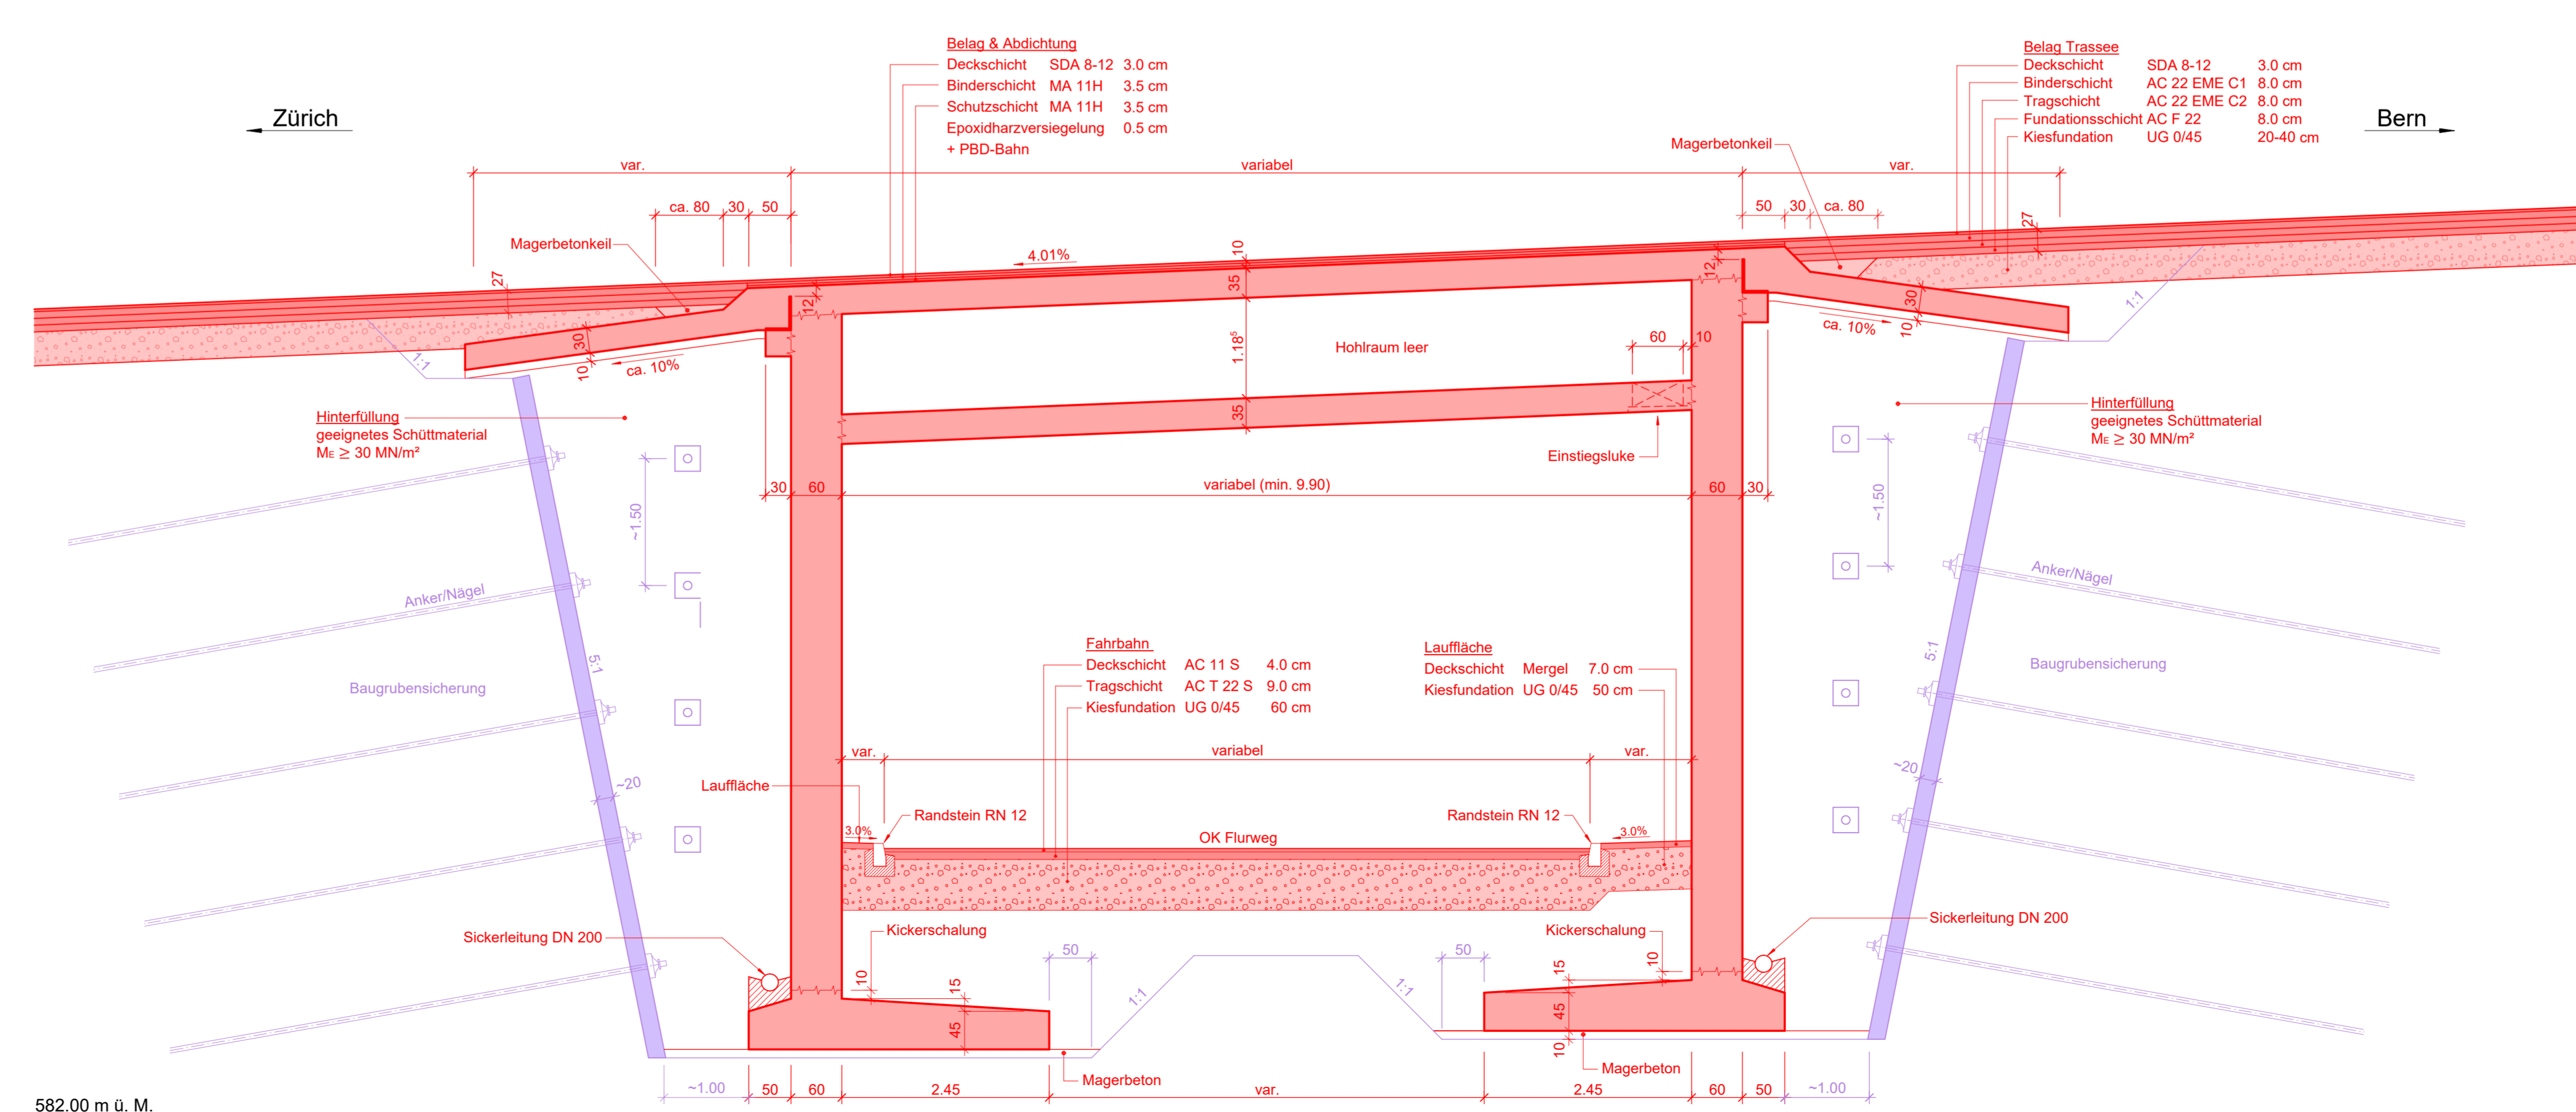 Belag & Abdichtung
Deckschicht SDA 8-12 3.0 cm
Binderschicht MA 11H 3.5 cm
Schutzschicht MA 11H 3.5 cm
Epoxidharzversiegelung 0.5 cm
+ PBD-Bahn
Belag Trassee
Deckschicht SDA 8-12 3.0 cm
Binderschicht AC 22 EME C1 8.0 cm
Tragschicht AC 22 EME C2 8.0 cm
Fundationsschicht AC F 22 8.0 cm
Kiesfundation UG 0/45 20-40 cm
Zürich
Bern
Magerbetonkeil
var.
variabel
var.
ca. 80
30
50
50
30
ca. 80
Magerbetonkeil
27
4.01%
10
35
12
27
12
30
10
ca. 10%
1:1
1.18⁵
Hohlraum leer
60
10
30
10
ca. 10%
1:1
35
Hinterfüllung
geeignetes Schüttmaterial
ME ≥ 30 MN/m²
Hinterfüllung
geeignetes Schüttmaterial
ME ≥ 30 MN/m²
Einstiegsluke
30
60
variabel (min. 9.90)
60
30
~1.50
~1.50
Anker/Nägel
Anker/Nägel
5:1
5:1
Baugrubensicherung
Baugrubensicherung
Fahrbahn
Deckschicht AC 11 S 4.0 cm
Tragschicht AC T 22 S 9.0 cm
Kiesfundation UG 0/45 60 cm
Lauffläche
Deckschicht Mergel 7.0 cm
Kiesfundation UG 0/45 50 cm
var.
variabel
var.
~20
~20
Lauffläche
Randstein RN 12
Randstein RN 12
3.0%
OK Flurweg
3.0%
Sickerleitung DN 200
Kickerschalung
Kickerschalung
Sickerleitung DN 200
50
50
10
15
45
1:1
1:1
15
10
45
10
Magerbeton
Magerbeton
~1.00
50
60
2.45
var.
2.45
60
50
~1.00
582.00 m ü. M.